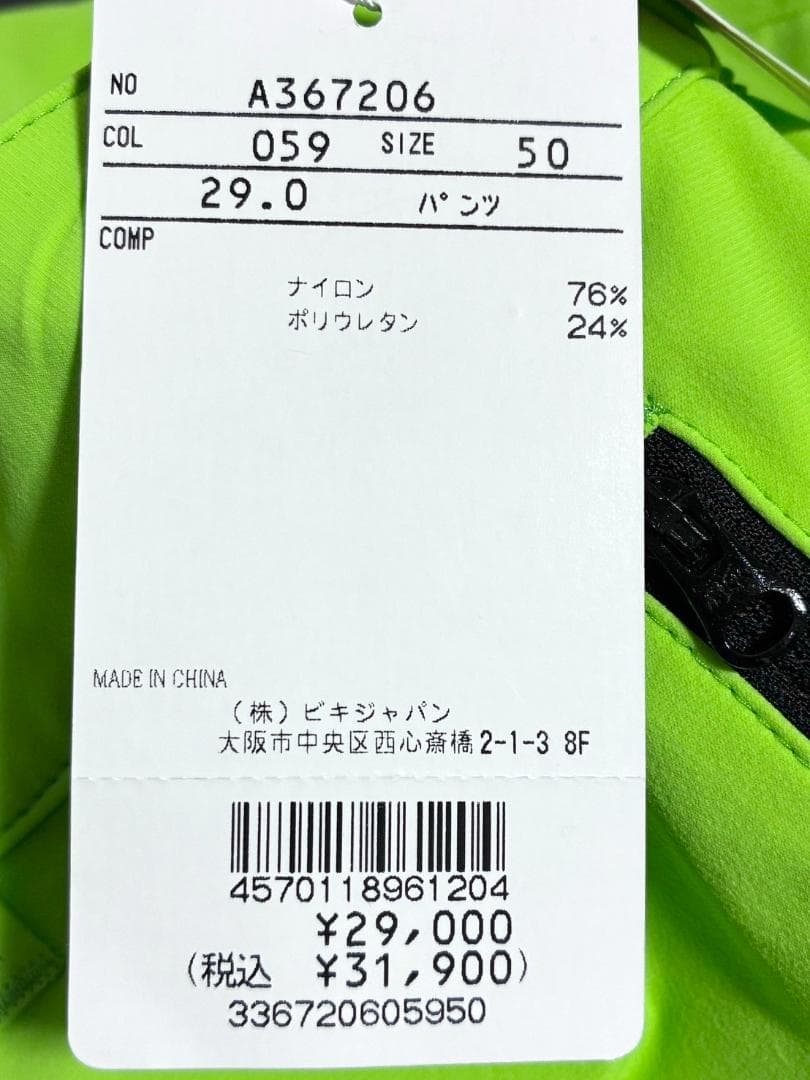 NO A367206
COL 059 SIZE 50
29.0 パンツ
COMP
ナイロン 76%
ポリウレタン 24%
MADE IN CHINA
(株)ビキジャパン
大阪市中央区西心斎橋2-1-3 8F
4570118961204
¥29,000
(税込 ¥31,900)
336720605950